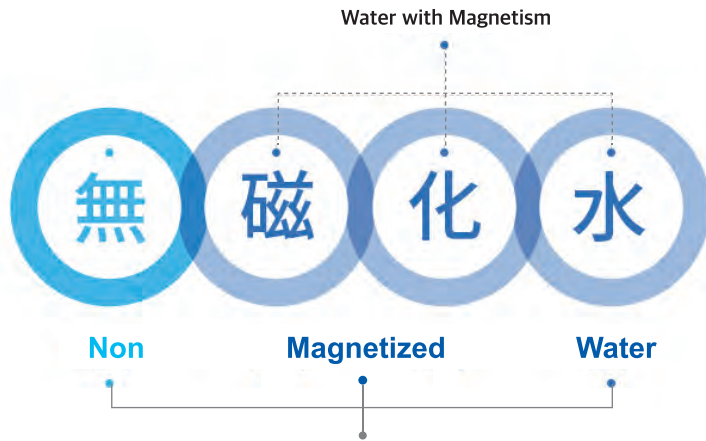 Water with Magnetism
無 磁 化 水
Non Magnetized Water